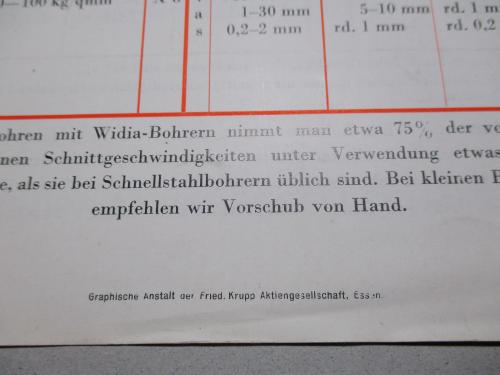 –100 kg qmm
a 1–30 mm 5–10 mm rd. 1 m
s 0,2–2 mm rd. 1 mm rd. 0,2
ohren mit Widia-Bohrern nimmt man etwa 75% der vo
nen Schnittgeschwindigkeiten unter Verwendung etwas
e, als sie bei Schnellstahlbohrern üblich sind. Bei kleinen B
empfehlen wir Vorschub von Hand.
Graphische Anstalt der Fried. Krupp Aktiengesellschaft, Essen.